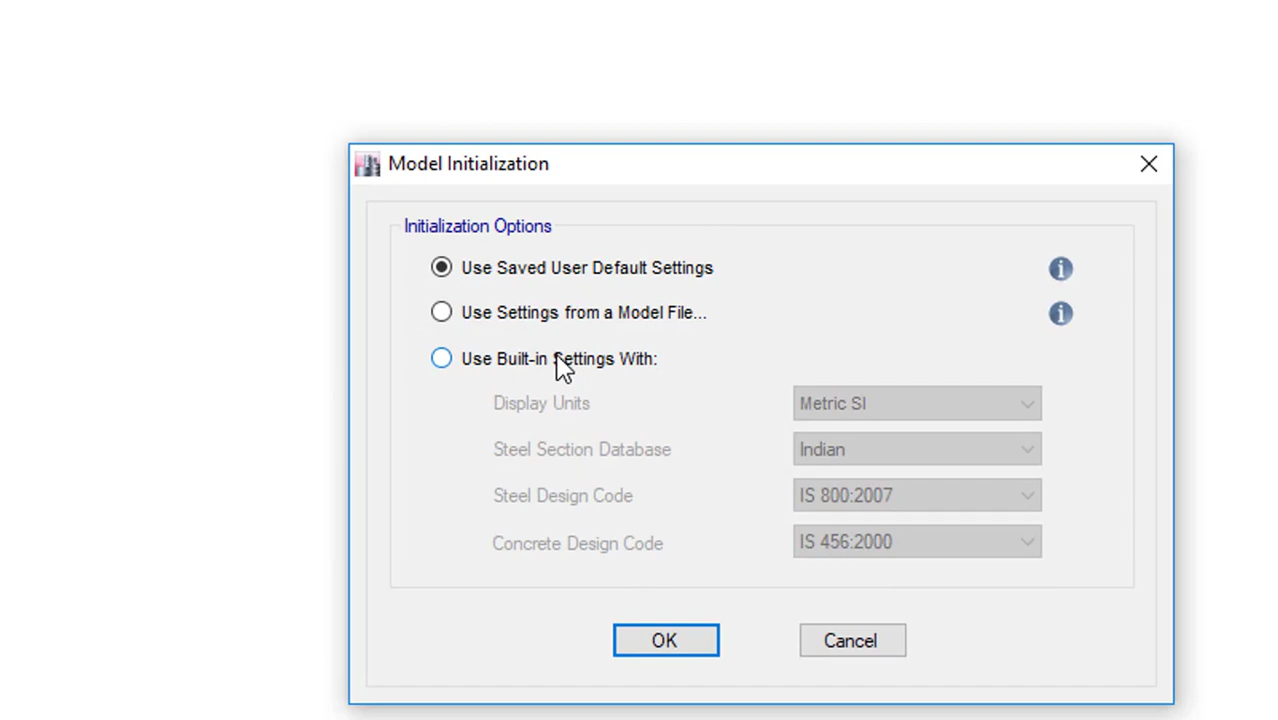 Model Initialization
Initialization Options
Use Saved User Default Settings
Use Settings from a Model File...
Use Built-in Settings With:
Display Units Metric SI
Steel Section Database Indian
Steel Design Code IS 800:2007
Concrete Design Code IS 456:2000
OK Cancel